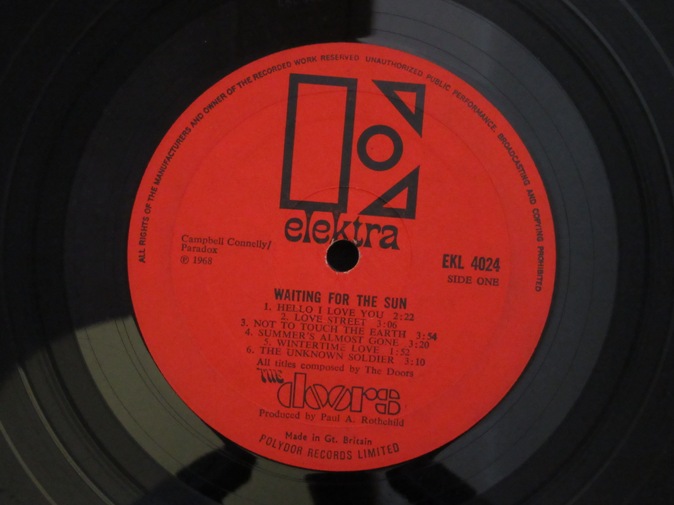 ALL RIGHTS OF THE MANUFACTURERS AND OWNER OF THE RECORDED WORK RESERVED UNAUTHORIZED PUBLIC PERFORMANCE, BROADCASTING AND COPYING PROHIBITED
elektra
Campbell Connelly/
Paradox
℗ 1968
EKL 4024
SIDE ONE
WAITING FOR THE SUN
1. HELLO I LOVE YOU 2:22
2. LOVE STREET 3:06
3. NOT TO TOUCH THE EARTH 3:54
4. SUMMER'S ALMOST GONE 3:20
5. WINTERTIME LOVE 1:52
6. THE UNKNOWN SOLDIER 3:10
All titles composed by The Doors
THE
doors
Produced by Paul A. Rothchild
Made in Gt. Britain
POLYDOR RECORDS LIMITED